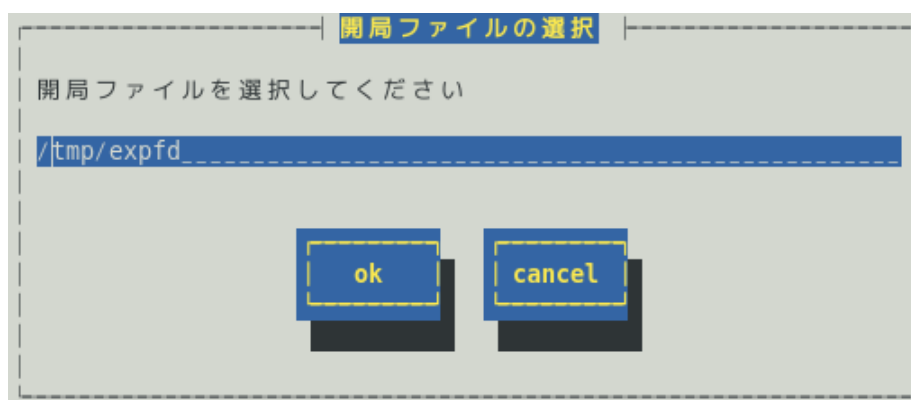 開局ファイルの選択
開局ファイルを選択してください
/tmp/expfd__________________________________________________
ok
cancel